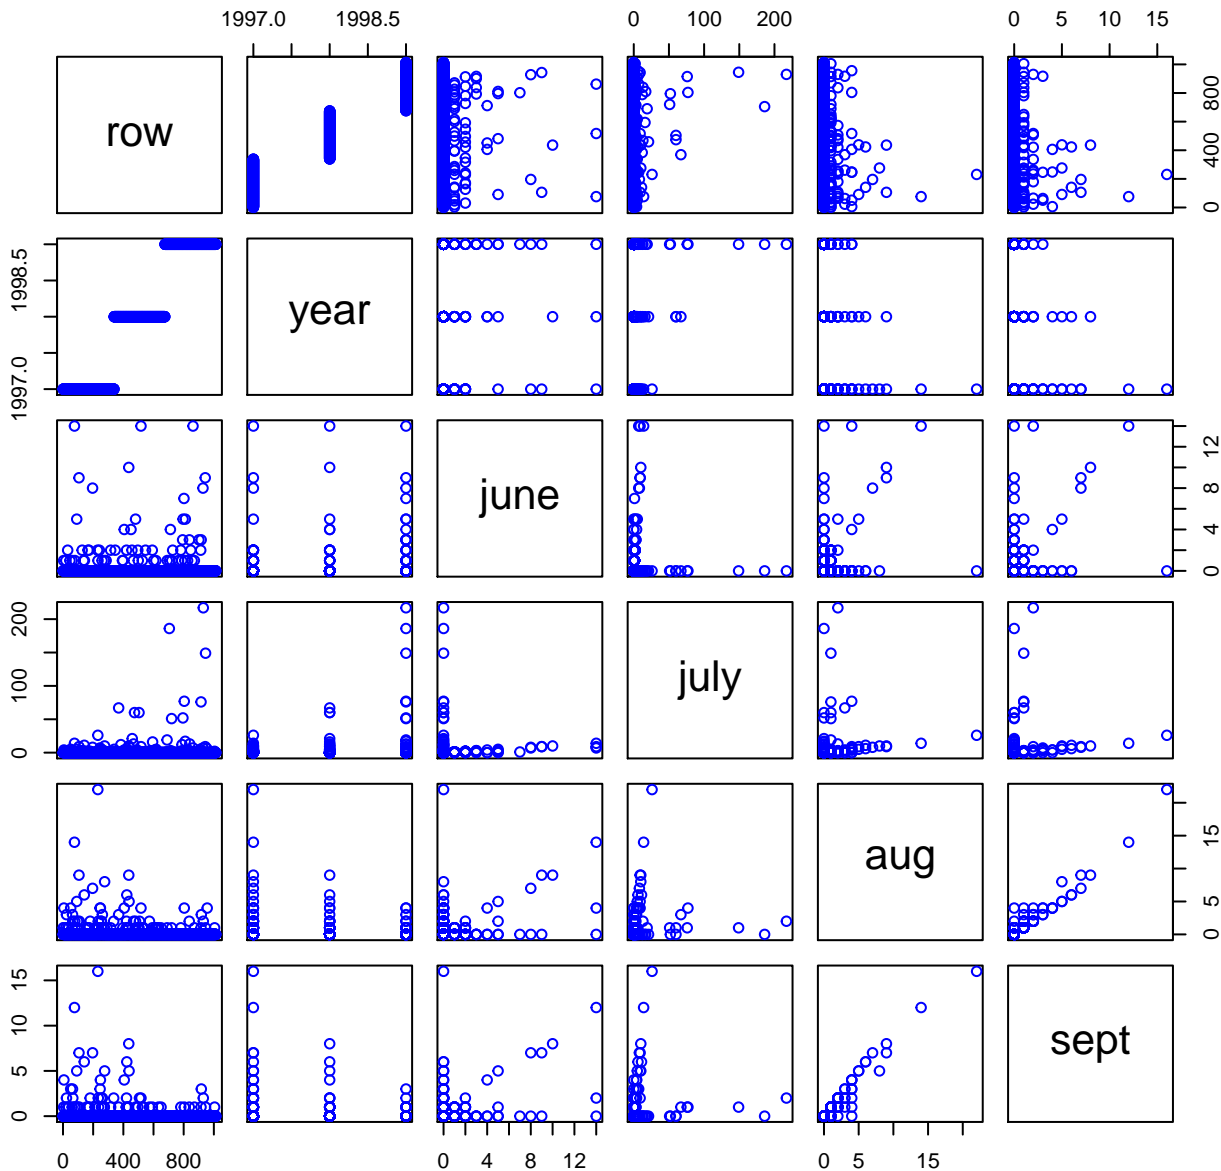 1997.0 1998.5 0 100 200 0 5 10 15
row 0 400 800
1997.0 1998.5 year
june 0 4 8 12
0 100 200 july
aug 0 5 15
0 5 10 15 sept
0 400 800 0 4 8 12 0 5 15